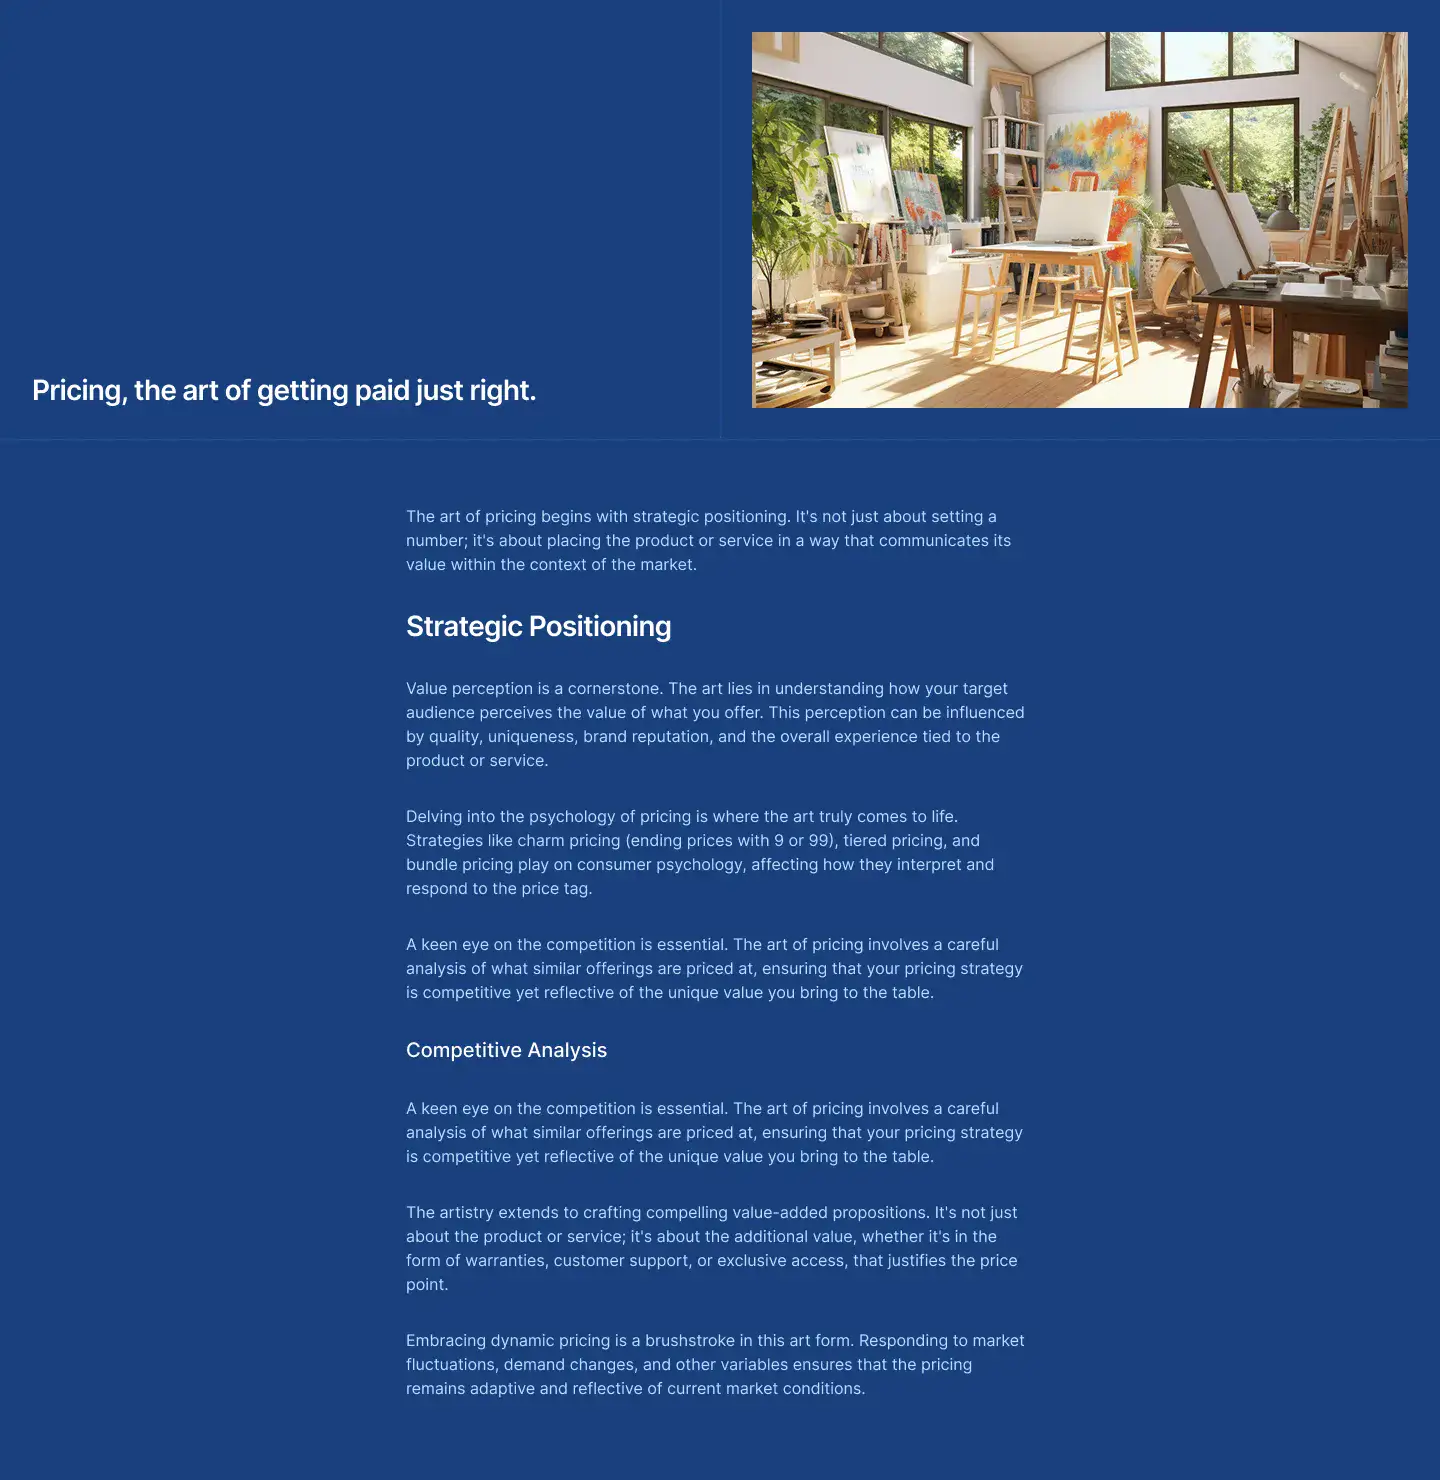 Pricing, the art of getting paid just right.
The art of pricing begins with strategic positioning. It's not just about setting a
number; it's about placing the product or service in a way that communicates its
value within the context of the market.
Strategic Positioning
Value perception is a cornerstone. The art lies in understanding how your target
audience perceives the value of what you offer. This perception can be influenced
by quality, uniqueness, brand reputation, and the overall experience tied to the
product or service.
Delving into the psychology of pricing is where the art truly comes to life.
Strategies like charm pricing (ending prices with 9 or 99), tiered pricing, and
bundle pricing play on consumer psychology, affecting how they interpret and
respond to the price tag.
A keen eye on the competition is essential. The art of pricing involves a careful
analysis of what similar offerings are priced at, ensuring that your pricing strategy
is competitive yet reflective of the unique value you bring to the table.
Competitive Analysis
A keen eye on the competition is essential. The art of pricing involves a careful
analysis of what similar offerings are priced at, ensuring that your pricing strategy
is competitive yet reflective of the unique value you bring to the table.
The artistry extends to crafting compelling value-added propositions. It's not just
about the product or service; it's about the additional value, whether it's in the
form of warranties, customer support, or exclusive access, that justifies the price
point.
Embracing dynamic pricing is a brushstroke in this art form. Responding to market
fluctuations, demand changes, and other variables ensures that the pricing
remains adaptive and reflective of current market conditions.